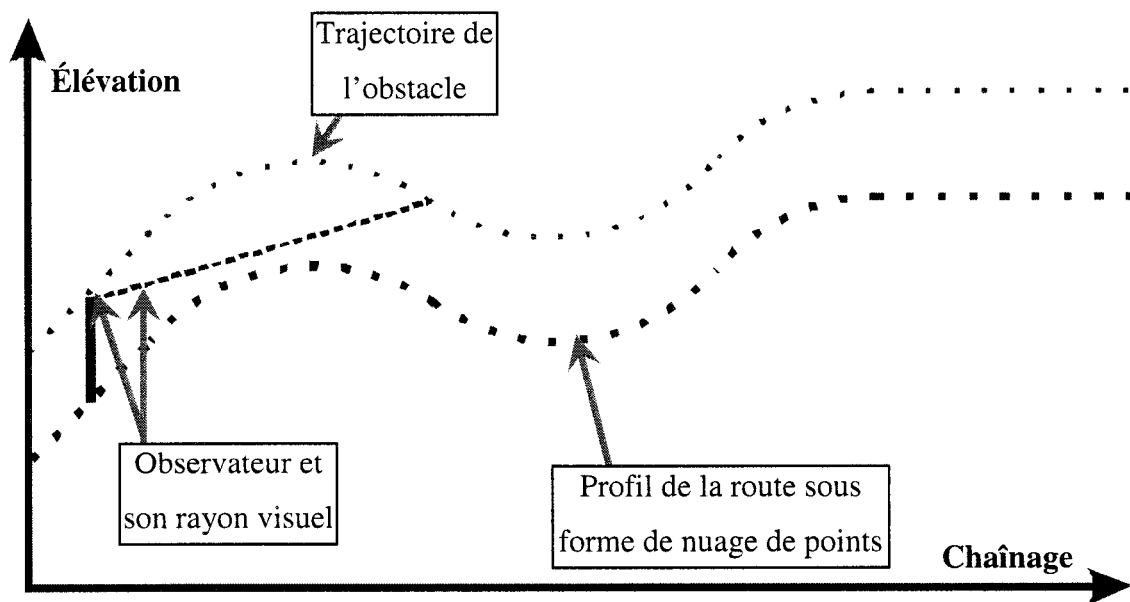 Trajectoire de
l'obstacle
Élévation
Observateur et
son rayon visuel
Profil de la route sous
forme de nuage de points
Chaînage